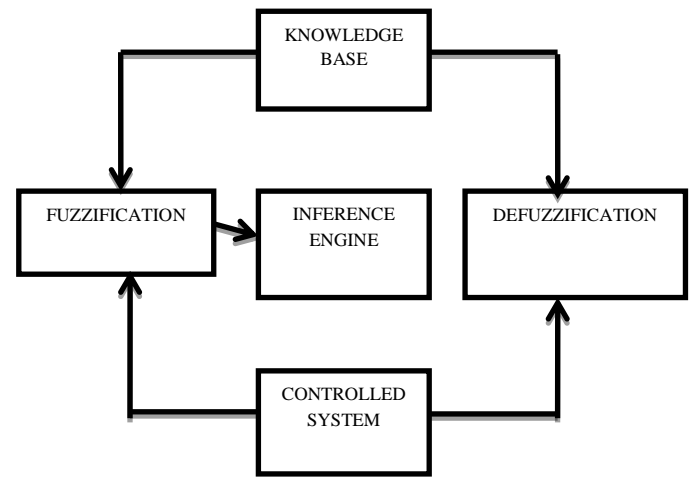 KNOWLEDGE
BASE
FUZZIFICATION
INFERENCE
ENGINE
DEFUZZIFICATION
CONTROLLED
SYSTEM